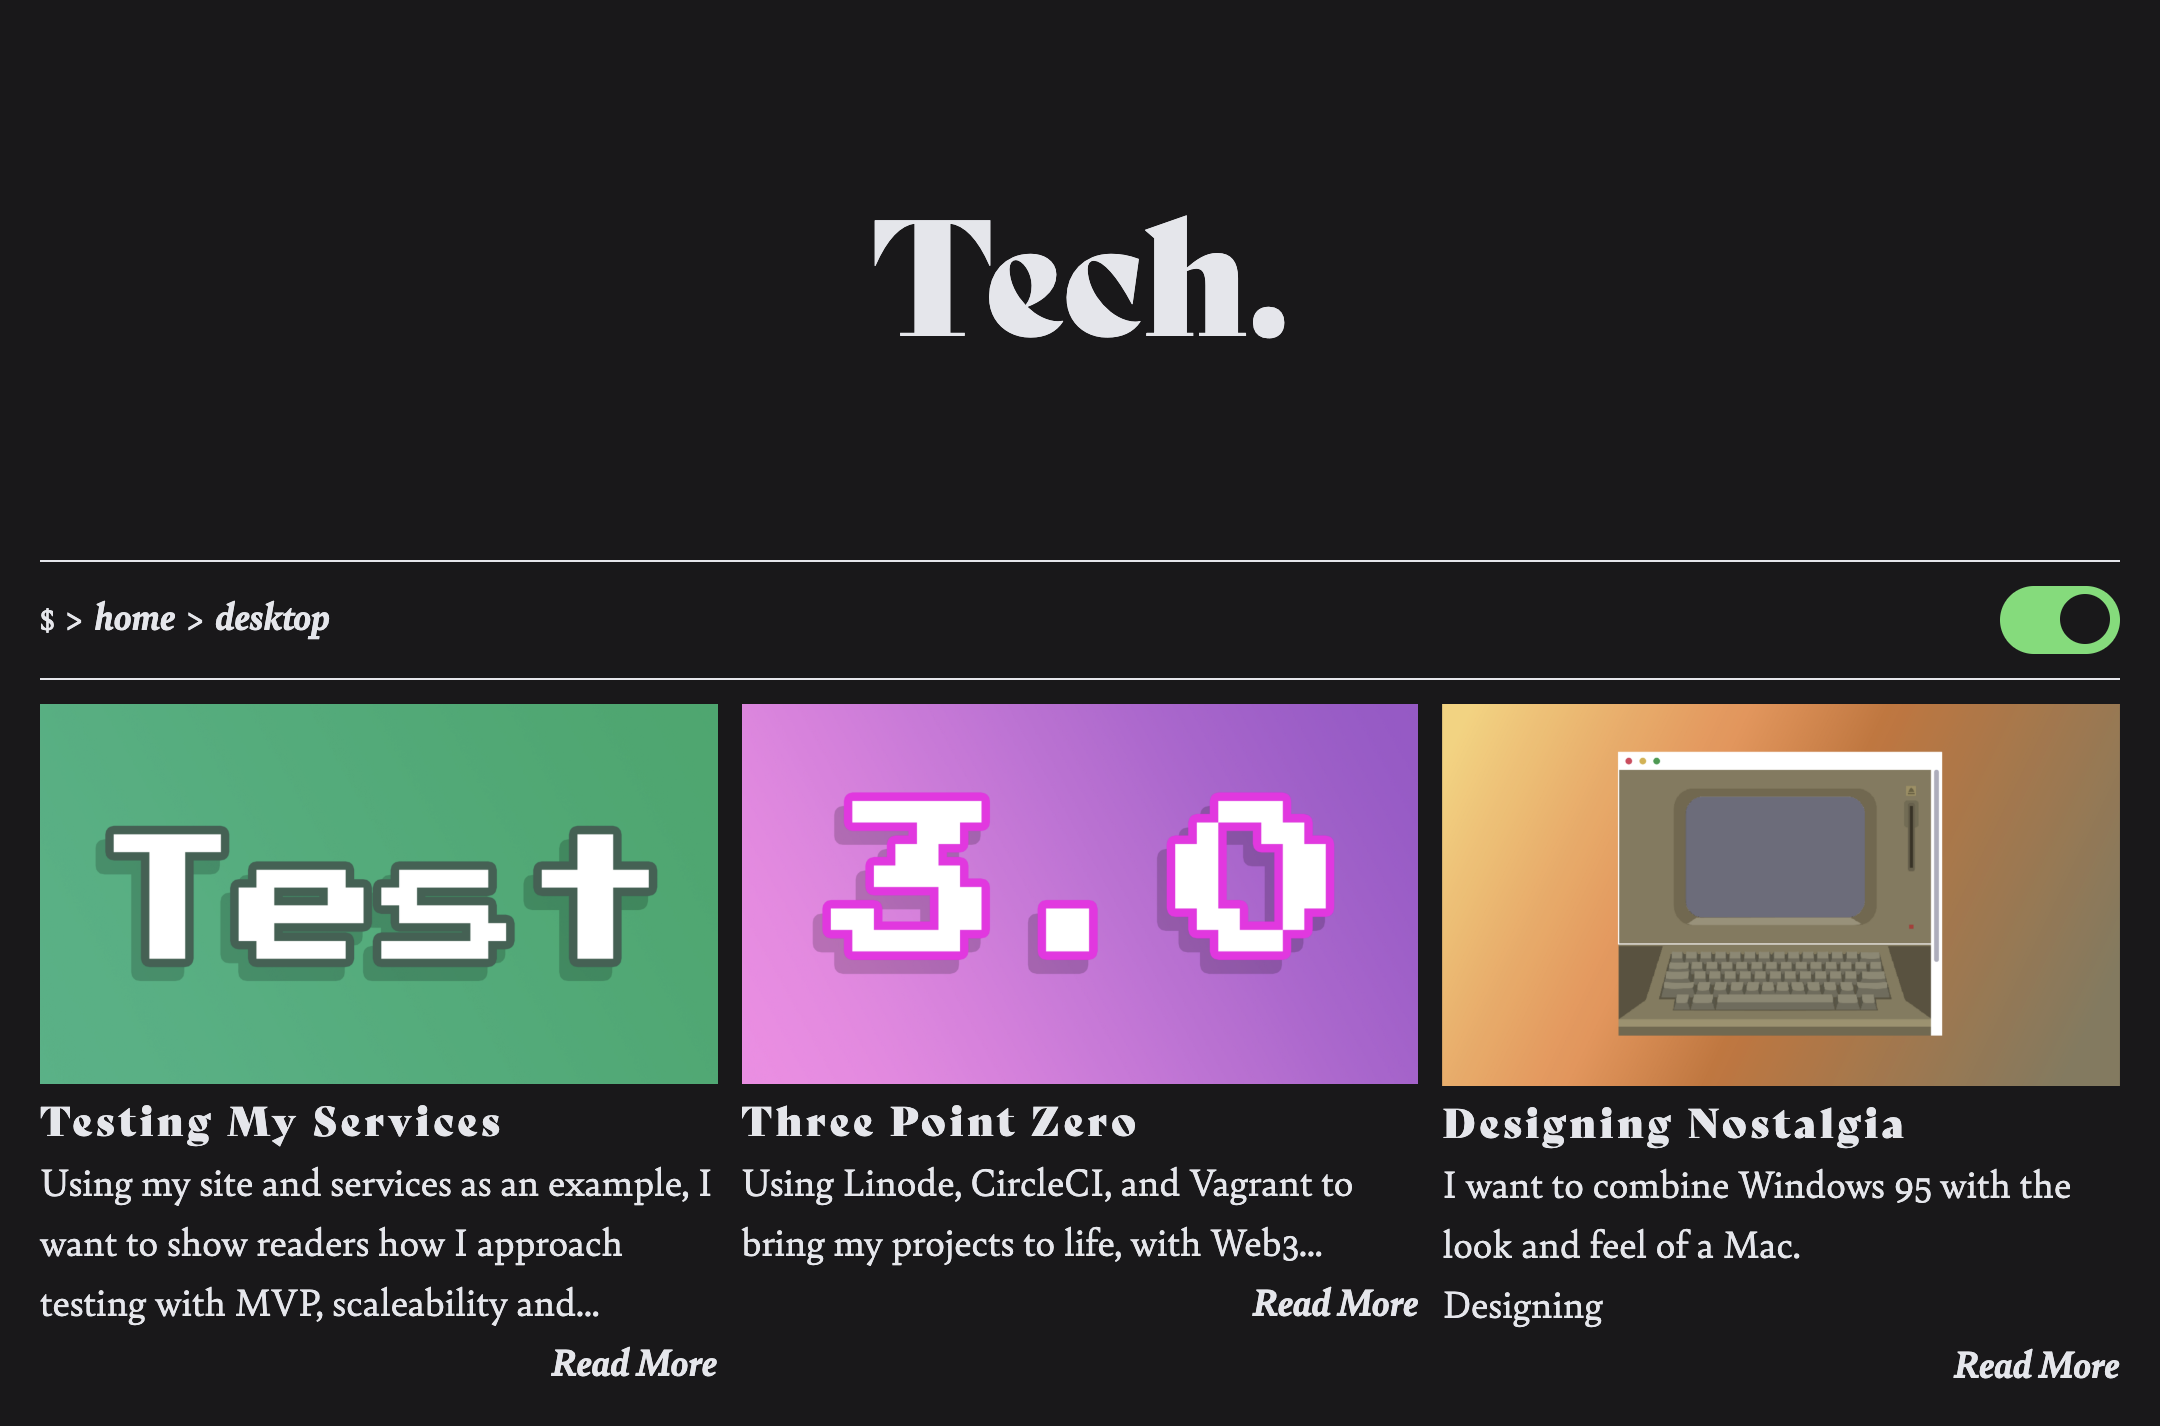 Tech.
$ > home > desktop
Test
3.0
Testing My Services
Using my site and services as an example, I
want to show readers how I approach
testing with MVP, scaleability and...
Read More
Three Point Zero
Using Linode, CircleCI, and Vagrant to
bring my projects to life, with Web3...
Read More
Designing Nostalgia
I want to combine Windows 95 with the
look and feel of a Mac.
Designing
Read More